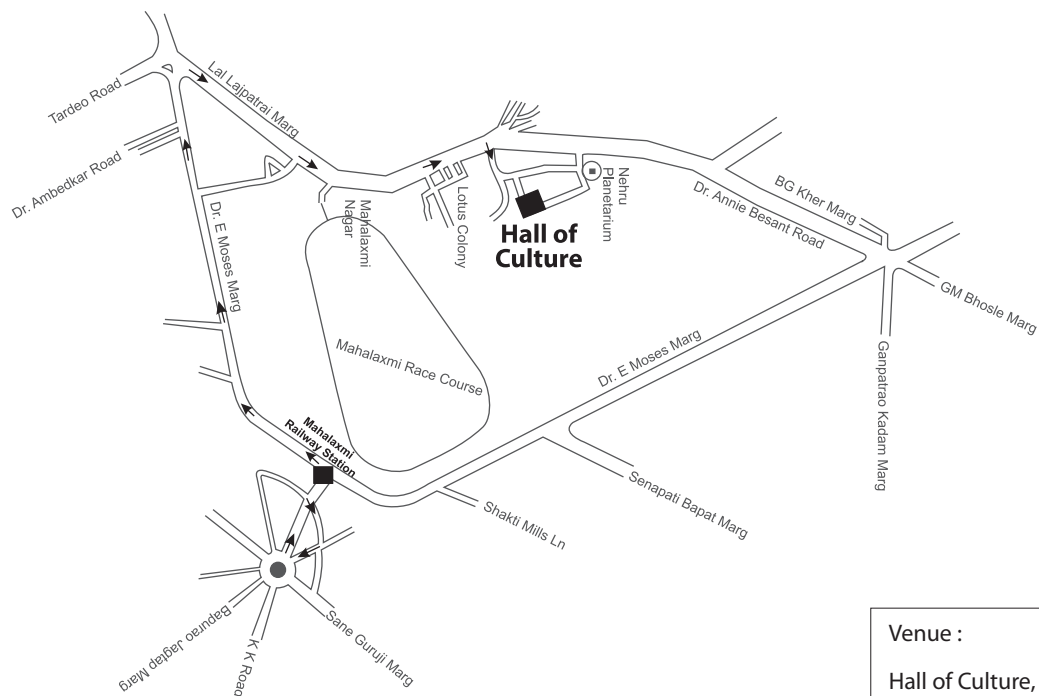 Tardeo Road
Lal Lajpatrai Marg
Dr. Ambedkar Road
Dr. E Moses Marg
Mahalaxmi
Nagar
Lotus Colony
Hall of
Culture
Nehru
Planetarium
BG Kher Marg
Dr. Annie Besant Road
GM Bhosle Marg
Ganpatrao Kadam Marg
Dr. E Moses Marg
Mahalaxmi Race Course
Mahalaxmi
Railway Station
Senapati Bapat Marg
Shakti Mills Ln
Sane Guruji Marg
K K Road
Bapurao Jagtap Marg
Venue :
Hall of Culture,